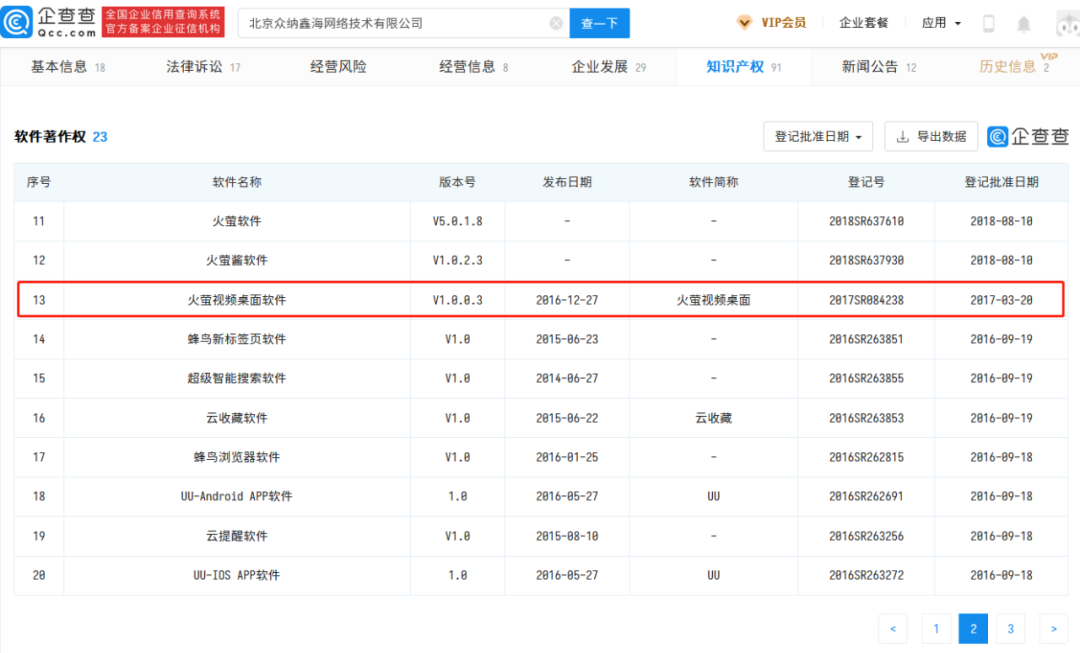 企查查
Qcc.com
全国企业信用查询系统
官方备案企业征信机构
北京众纳鑫海网络技术有限公司
查一下
VIP会员
企业套餐
应用
基本信息 18
法律诉讼 17
经营风险
经营信息 8
企业发展 29
知识产权 91
新闻公告 12
历史信息 2
VIP
软件著作权 23
登记批准日期
导出数据
企查查
序号 软件名称 版本号 发布日期 软件简称 登记号 登记批准日期
11 火萤软件 V5.0.1.8 - - 2018SR637610 2018-08-10
12 火萤酱软件 V1.0.2.3 - - 2018SR637930 2018-08-10
13 火萤视频桌面软件 V1.0.0.3 2016-12-27 火萤视频桌面 2017SR084238 2017-03-20
14 蜂鸟新标签页软件 V1.0 2015-06-23 - 2016SR263851 2016-09-19
15 超级智能搜索软件 V1.0 2014-06-27 - 2016SR263855 2016-09-19
16 云收藏软件 V1.0 2015-06-22 云收藏 2016SR263853 2016-09-19
17 蜂鸟浏览器软件 V1.0 2016-01-25 - 2016SR262815 2016-09-18
18 UU-Android APP软件 1.0 2016-05-27 UU 2016SR262691 2016-09-18
19 云提醒软件 V1.0 2015-08-10 - 2016SR263256 2016-09-18
20 UU-IOS APP软件 1.0 2016-05-27 UU 2016SR263272 2016-09-18
< 1 2 3 >